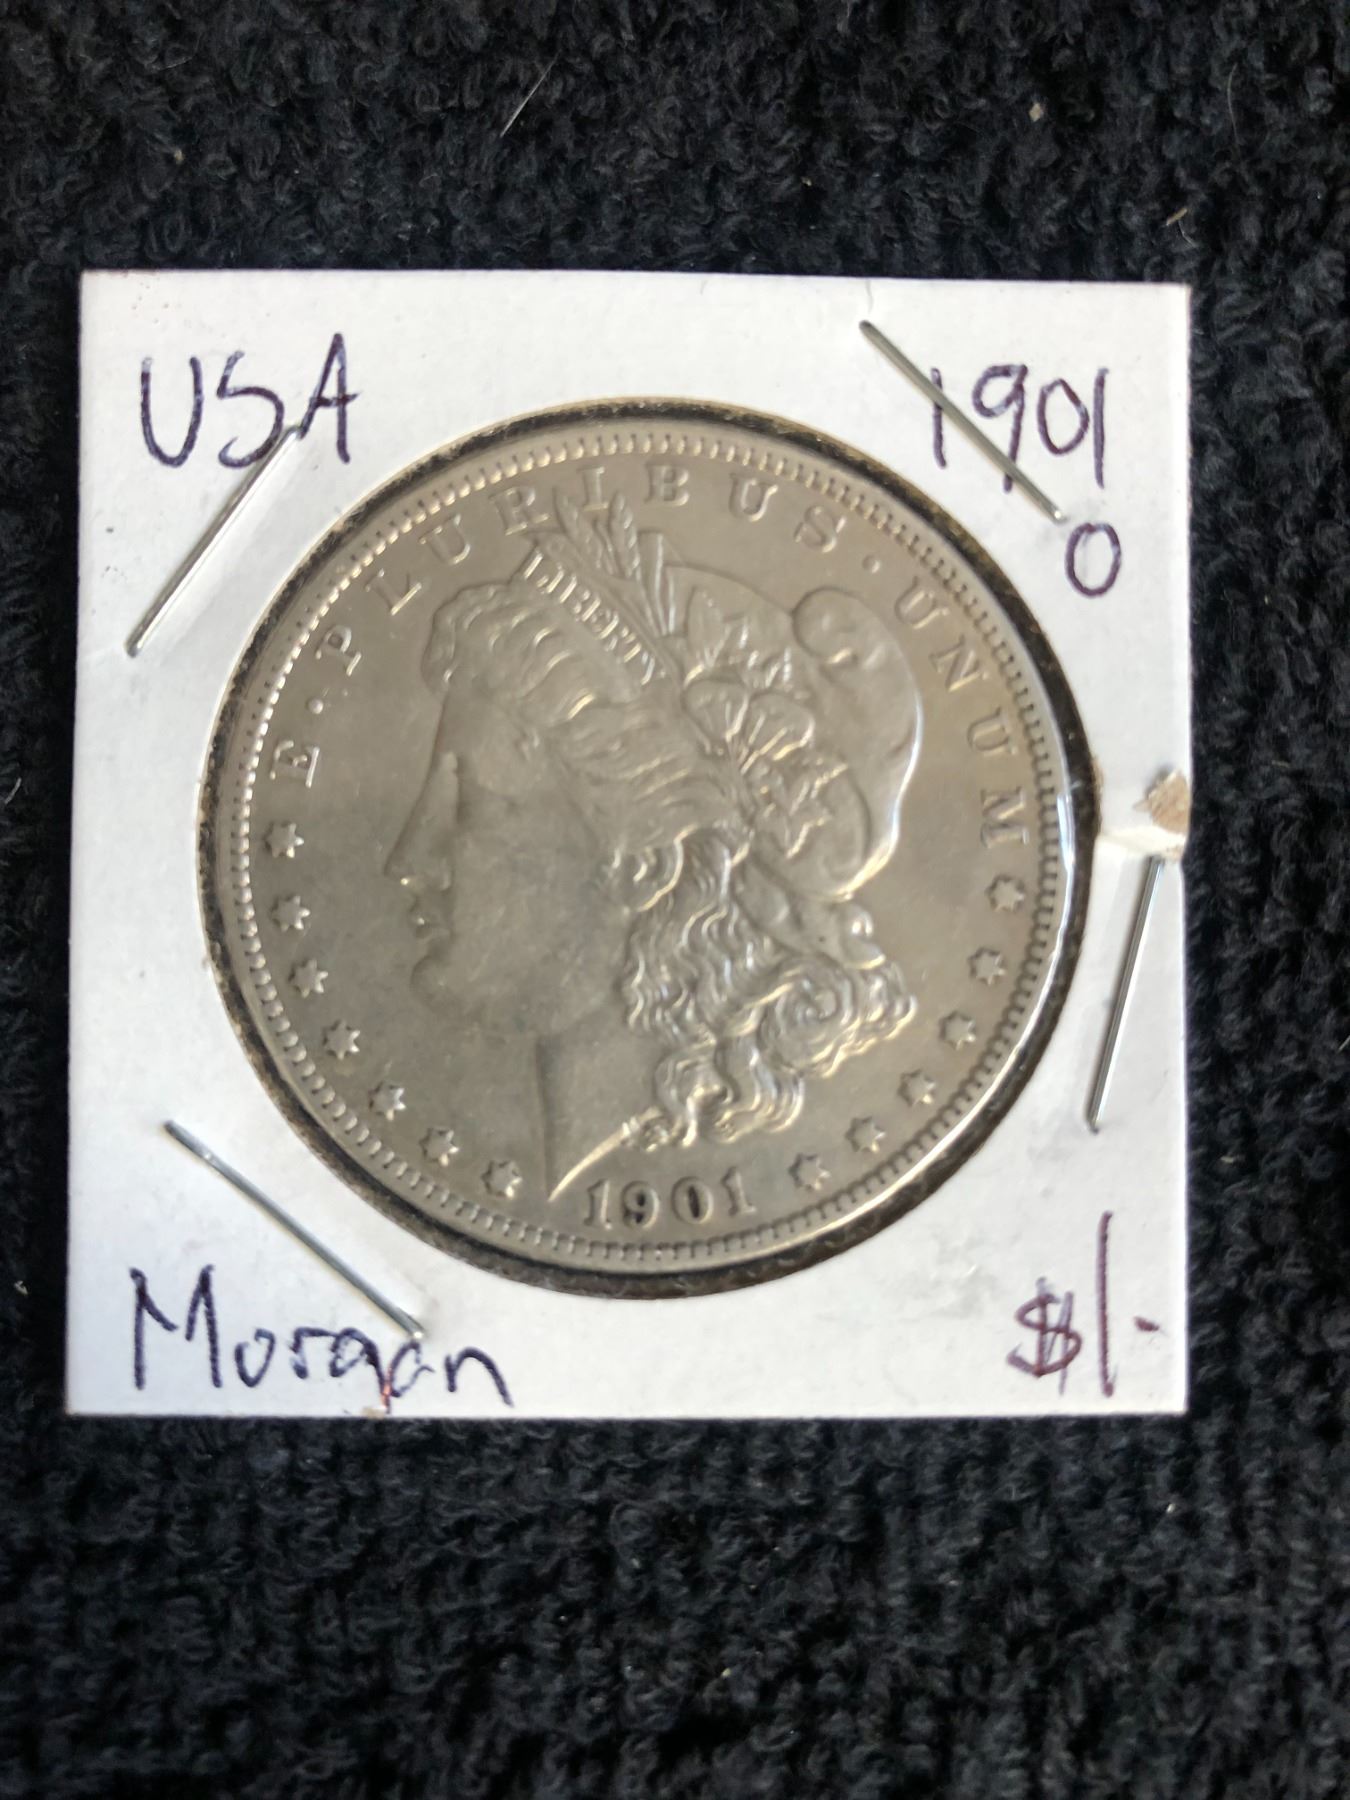 USA
1901
O
E·PLURIBUS·UNUM
LIBERTY
1901
Morgan
$1.-